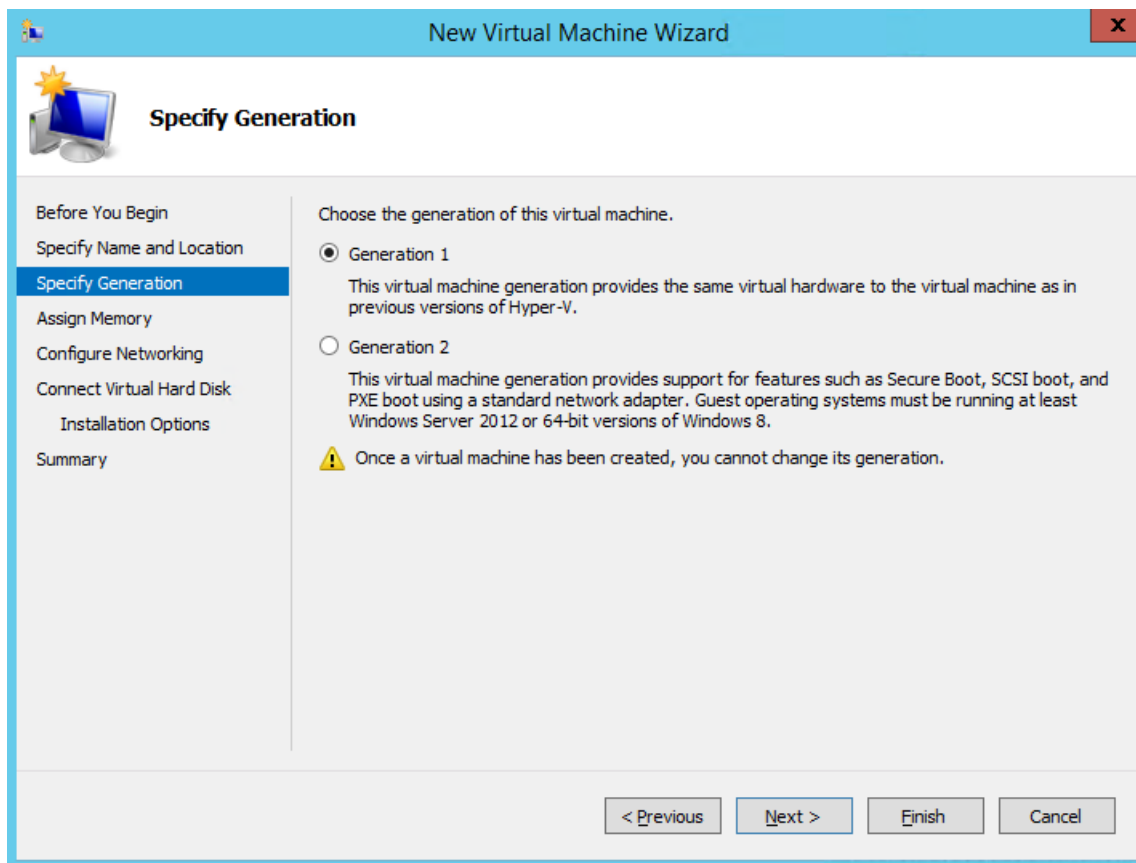 New Virtual Machine Wizard
x
Specify Generation
Before You Begin
Specify Name and Location
Specify Generation
Assign Memory
Configure Networking
Connect Virtual Hard Disk
Installation Options
Summary
Choose the generation of this virtual machine.
Generation 1
This virtual machine generation provides the same virtual hardware to the virtual machine as in
previous versions of Hyper-V.
Generation 2
This virtual machine generation provides support for features such as Secure Boot, SCSI boot, and
PXE boot using a standard network adapter. Guest operating systems must be running at least
Windows Server 2012 or 64-bit versions of Windows 8.
Once a virtual machine has been created, you cannot change its generation.
< Previous
Next >
Finish
Cancel